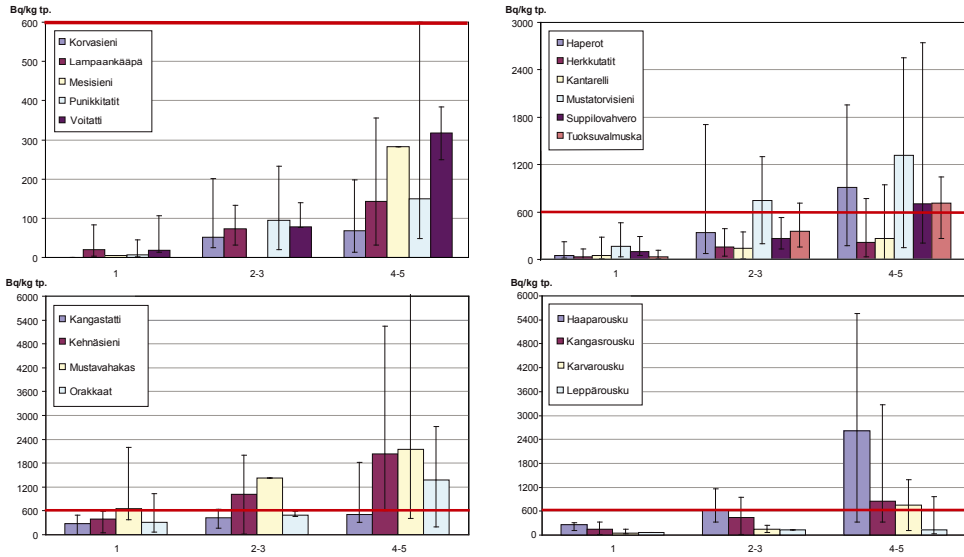 Bq/kg tp.
600
500
400
300
200
100
0
Korvasieni
Lampaankääpä
Mesisieni
Punikkitatit
Voitatti
1
2-3
4-5
Bq/kg tp.
3000
2400
1800
1200
600
0
Haperot
Herkkutatit
Kantarelli
Mustatorvisieni
Suppilovahvero
Tuoksuvalmuska
1
2-3
4-5
Bq/kg tp.
6000
5400
4800
4200
3600
3000
2400
1800
1200
600
0
Kangastatti
Kehnäsieni
Mustavahakas
Orakkaat
1
2-3
4-5
Bq/kg tp.
6000
5400
4800
4200
3600
3000
2400
1800
1200
600
0
Haaparousku
Kangasrousku
Karvarousku
Leppärousku
1
2-3
4-5